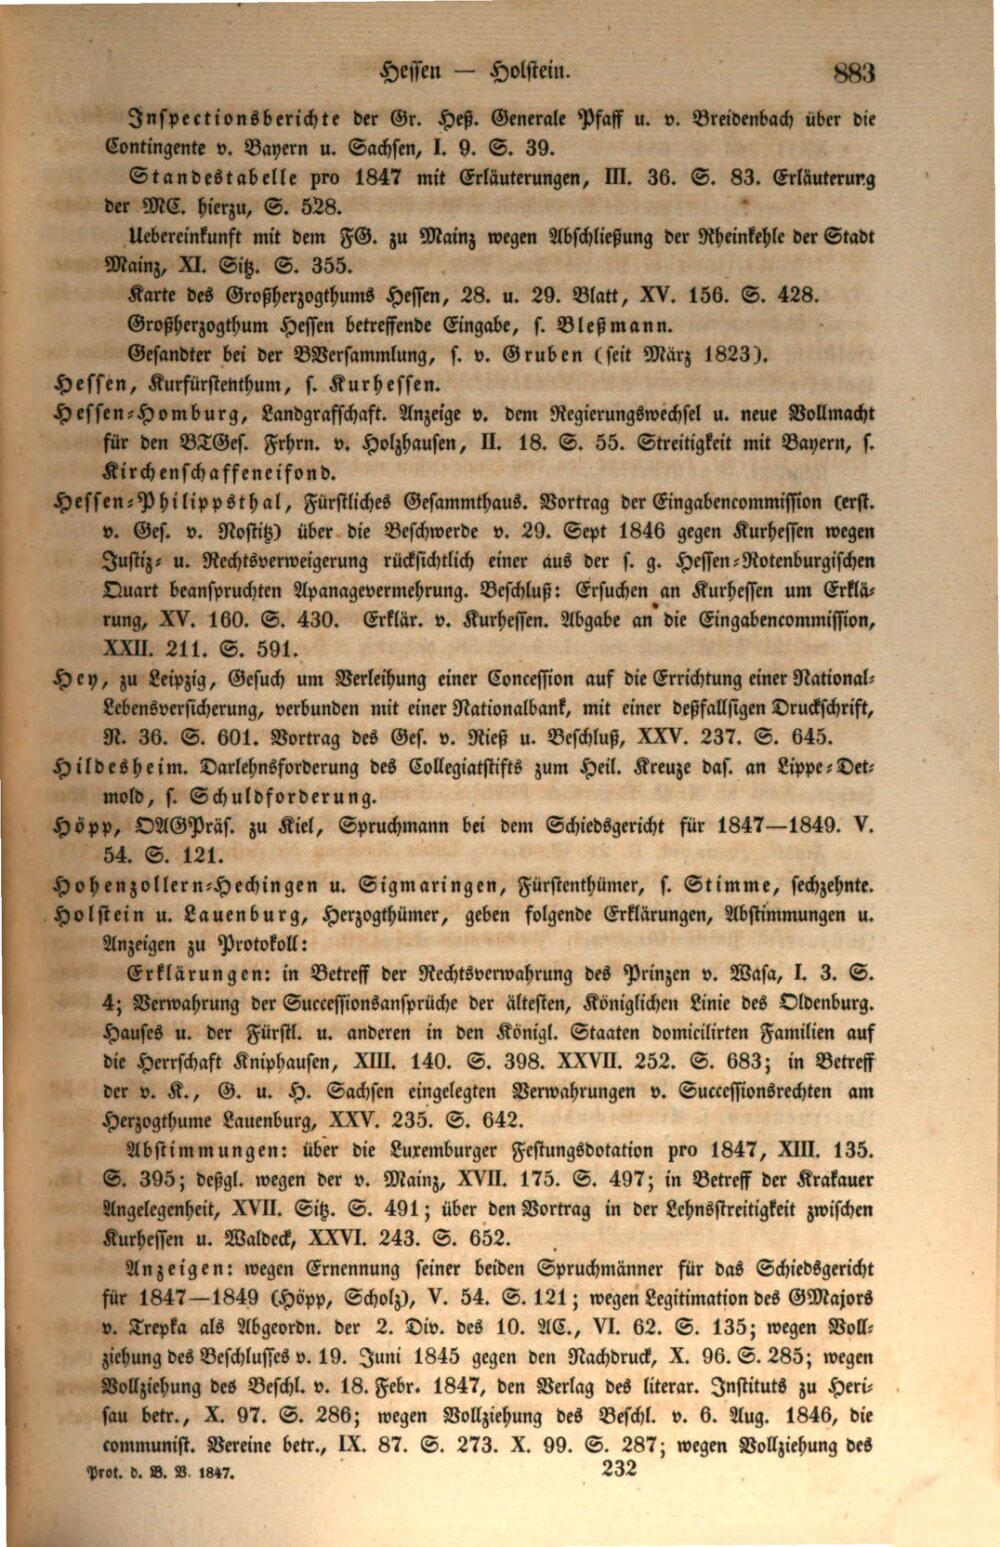 Hessen — Holstein. 883
Inspectionsberichte der Gr. Heß. Generale Pfaff u. v. Breidenbach über die
Contingente v. Bayern u. Sachsen, I. 9. S. 39.
Standestabelle pro 1847 mit Erläuterungen, III. 36. S. 83. Erläuterung
der MC. hierzu, S. 528.
Uebereinkunft mit dem FG. zu Mainz wegen Abschließung der Rheinkehle der Stadt
Mainz, XI. Sitz. S. 355.
Karte des Großherzogthums Hessen, 28. u. 29. Blatt, XV. 156. S. 428.
Großherzogthum Hessen betreffende Eingabe, s. Bleßmann.
Gesandter bei der BVersammlung, s. v. Gruben (seit März 1823).
Hessen, Kurfürstenthum, s. Kurhessen.
Hessen-Homburg, Landgrafschaft. Anzeige v. dem Regierungswechsel u. neue Vollmacht
für den BTGes. Frhrn. v. Holzhausen, II. 18. S. 55. Streitigkeit mit Bayern, s.
Kirchenschaffeneifond.
Hessen-Philippsthal, Fürstliches Gesammthaus. Vortrag der Eingabencommission (erst.
v. Ges. v. Nostitz) über die Beschwerde v. 29. Sept 1846 gegen Kurhessen wegen
Justiz- u. Rechtsverweigerung rücksichtlich einer aus der s. g. Hessen-Rotenburgischen
Quart beanspruchten Apanagevermehrung. Beschluß: Ersuchen an Kurhessen um Erklä-
rung, XV. 160. S. 430. Erklär. v. Kurhessen. Abgabe an die Eingabencommission,
XXII. 211. S. 591.
Hey, zu Leipzig, Gesuch um Verleihung einer Concession auf die Errichtung einer National-
Lebensversicherung, verbunden mit einer Nationalbank, mit einer deßfallsigen Druckschrift,
N. 36. S. 601. Vortrag des Ges. v. Rieß u. Beschluß, XXV. 237. S. 645.
Hildesheim. Darlehnsforderung des Collegiatstifts zum Heil. Kreuze das. an Lippe-Det-
mold, s. Schuldforderung.
Höpp, OAGPräs. zu Kiel, Spruchmann bei dem Schiedsgericht für 1847—1849. V.
54. S. 121.
Hohenzollern-Hechingen u. Sigmaringen, Fürstenthümer, s. Stimme, sechzehnte.
Holstein u. Lauenburg, Herzogthümer, geben folgende Erklärungen, Abstimmungen u.
Anzeigen zu Protokoll:
Erklärungen: in Betreff der Rechtsverwahrung des Prinzen v. Wasa, I. 3. S.
4; Verwahrung der Successionsansprüche der ältesten, Königlichen Linie des Oldenburg.
Hauses u. der Fürstl. u. anderen in den Königl. Staaten domicilirten Familien auf
die Herrschaft Kniphausen, XIII. 140. S. 398. XXVII. 252. S. 683; in Betreff
der v. K., G. u. H. Sachsen eingelegten Verwahrungen v. Successionsrechten am
Herzogthume Lauenburg, XXV. 235. S. 642.
Abstimmungen: über die Luxemburger Festungsdotation pro 1847, XIII. 135.
S. 395; deßgl. wegen der v. Mainz, XVII. 175. S. 497; in Betreff der Krakauer
Angelegenheit, XVII. Sitz. S. 491; über den Vortrag in der Lehnsstreitigkeit zwischen
Kurhessen u. Waldeck, XXVI. 243. S. 652.
Anzeigen: wegen Ernennung seiner beiden Spruchmänner für das Schiedsgericht
für 1847—1849 (Höpp, Scholz), V. 54. S. 121; wegen Legitimation des GMajors
v. Trepka als Abgeordn. der 2. Div. des 10. AC., VI. 62. S. 135; wegen Voll-
ziehung des Beschlusses v. 19. Juni 1845 gegen den Nachdruck, X. 96. S. 285; wegen
Vollziehung des Beschl. v. 18. Febr. 1847, den Verlag des literar. Instituts zu Heri-
sau betr., X. 97. S. 286; wegen Vollziehung des Beschl. v. 6. Aug. 1846, die
communist. Vereine betr., IX. 87. S. 273. X. 99. S. 287; wegen Vollziehung des
Prot. d. B. V. 1847. 232